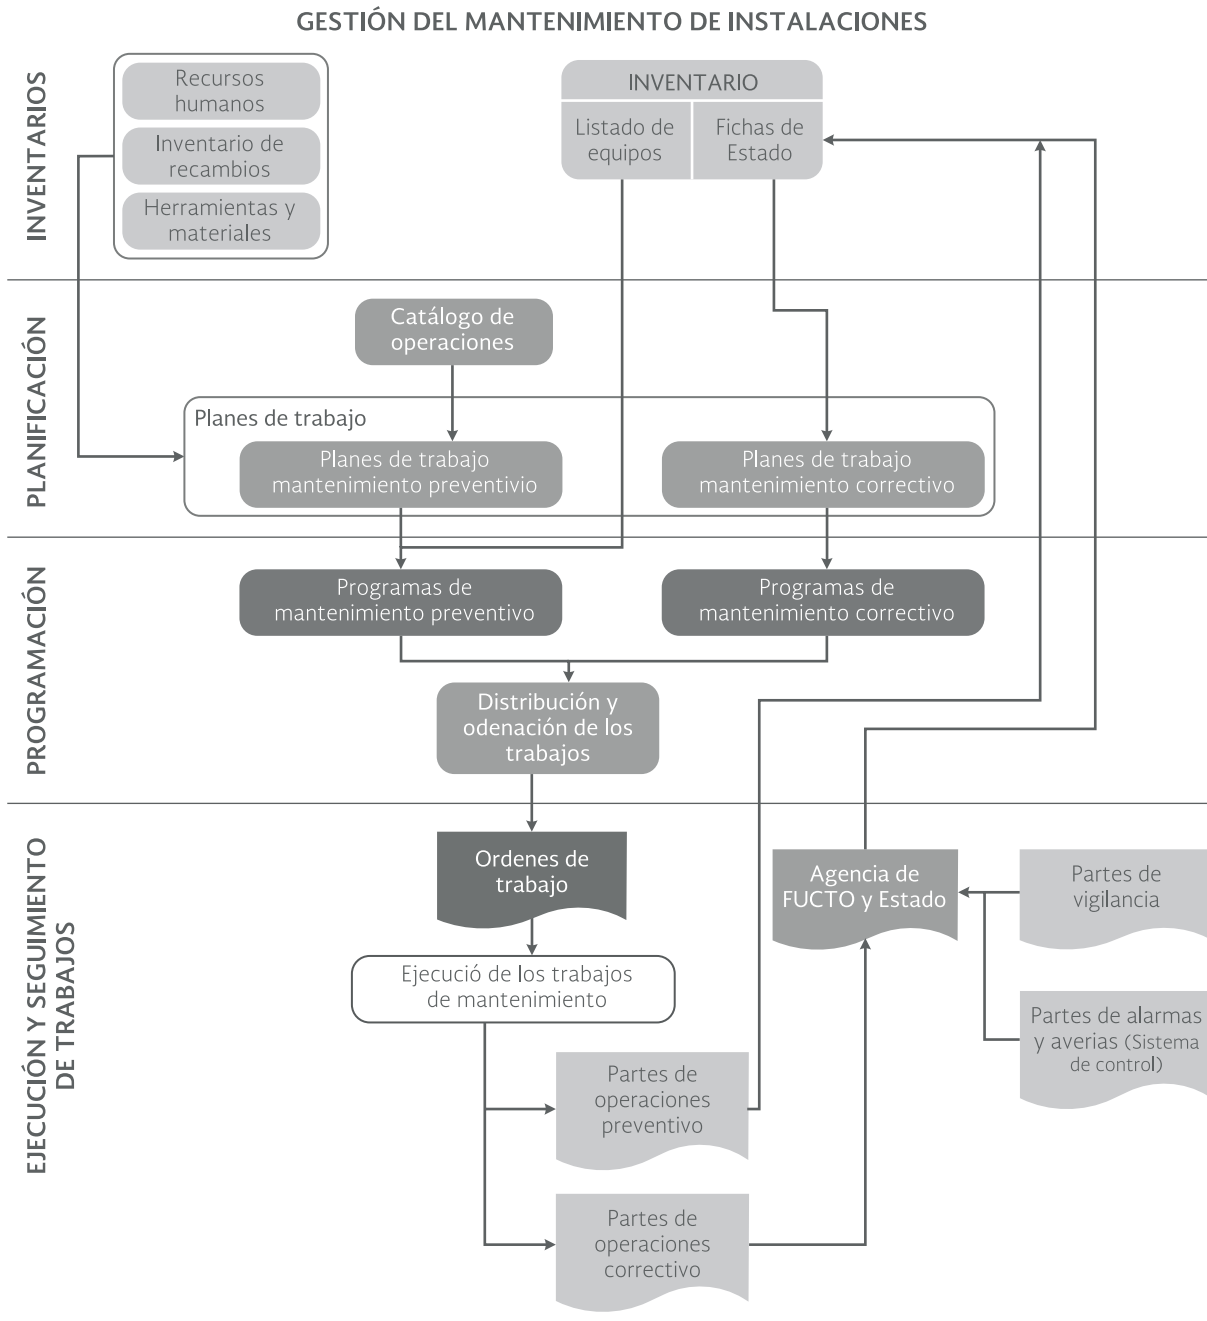 GESTIÓN DEL MANTENIMIENTO DE INSTALACIONES
INVENTARIOS
Recursos
humanos
Inventario de
recambios
Herramientas y
materiales
INVENTARIO
Listado de
equipos
Fichas de
Estado
PLANIFICACIÓN
Catálogo de
operaciones
Planes de trabajo
Planes de trabajo
mantenimiento preventivio
Planes de trabajo
mantenimiento correctivo
PROGRAMACIÓN
Programas de
mantenimiento preventivo
Programas de
mantenimiento correctivo
Distribución y
odenación de los
trabajos
EJECUCIÓN Y SEGUIMIENTO
DE TRABAJOS
Ordenes de
trabajo
Agencia de
FUCTO y Estado
Partes de
vigilancia
Ejecució de los trabajos
de mantenimiento
Partes de alarmas
y averias (Sistema
de control)
Partes de
operaciones
preventivo
Partes de
operaciones
correctivo